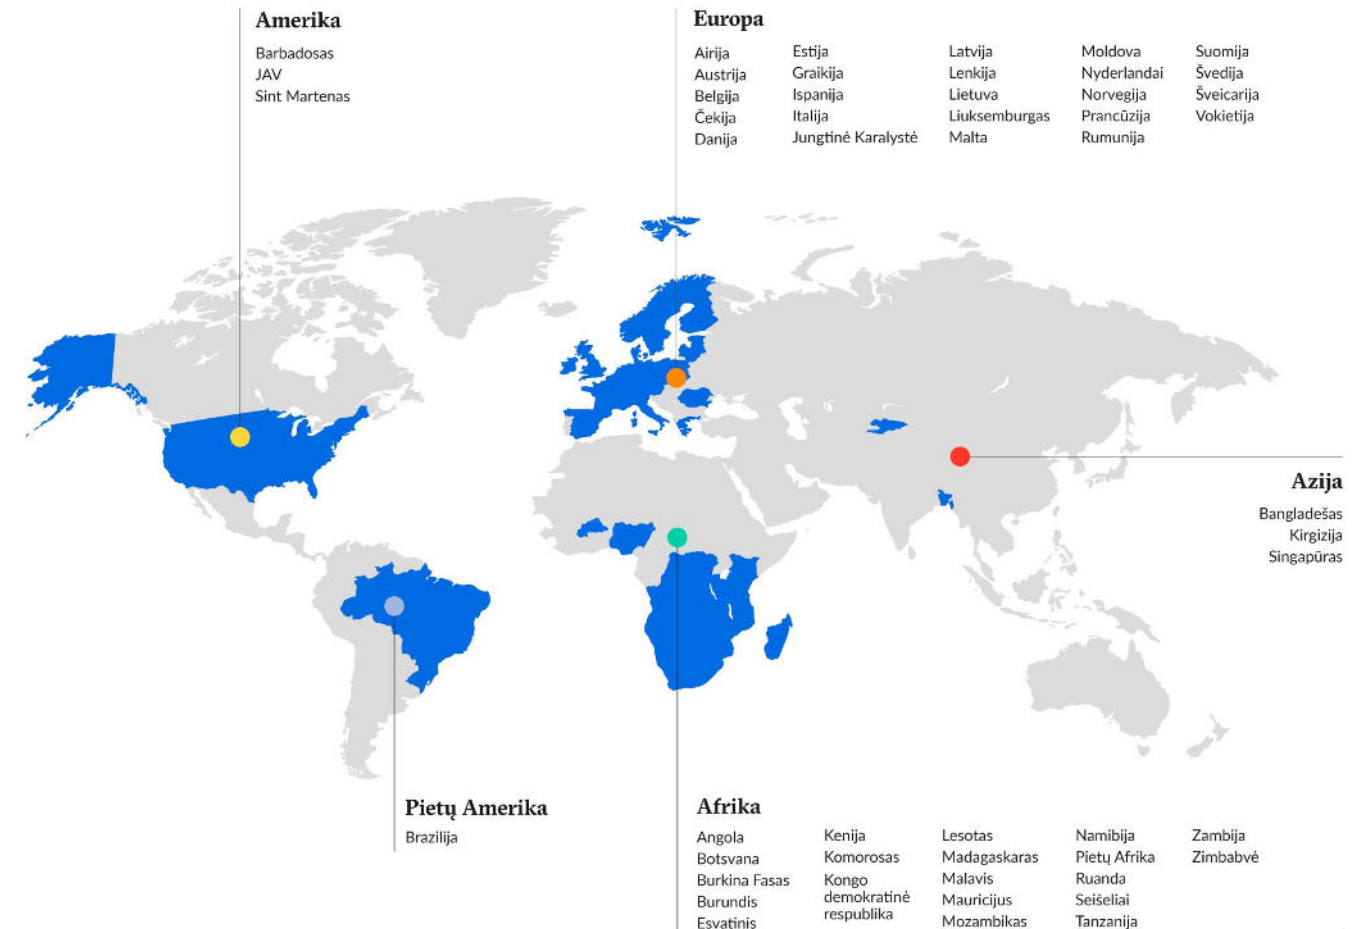 Amerika
Barbadosas
JAV
Sint Martenas
Europa
Airija
Austrija
Belgija
Čekija
Danija
Estija
Graikija
Ispanija
Italija
Jungtinė Karalystė
Latvija
Lenkija
Lietuva
Liuksemburgas
Malta
Moldova
Nyderlandai
Norvegija
Prancūzija
Rumunija
Suomija
Švedija
Šveicarija
Vokietija
Azija
Bangladešas
Kirgizija
Singapūras
Pietų Amerika
Brazilija
Afrika
Angola
Botsvana
Burkina Fasas
Burundis
Esvatinis
Kenija
Komorosas
Kongo
demokratinė
respublika
Lesotas
Madagaskaras
Malavis
Mauricijus
Mozambikas
Namibija
Pietų Afrika
Ruanda
Seišeliai
Tanzanija
Zambija
Zimbabvė